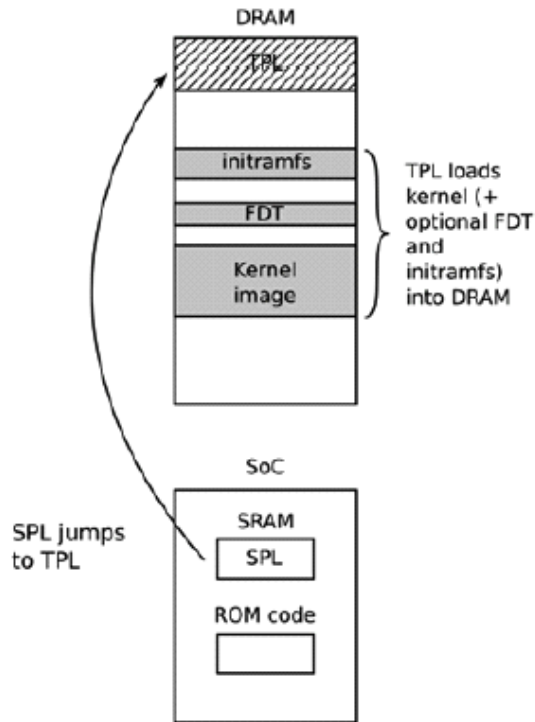 DRAM
TPL
initramfs
FDT
Kernel
image
TPL loads
kernel (+
optional FDT
and
initramfs)
into DRAM
SoC
SRAM
SPL
ROM code
SPL jumps
to TPL